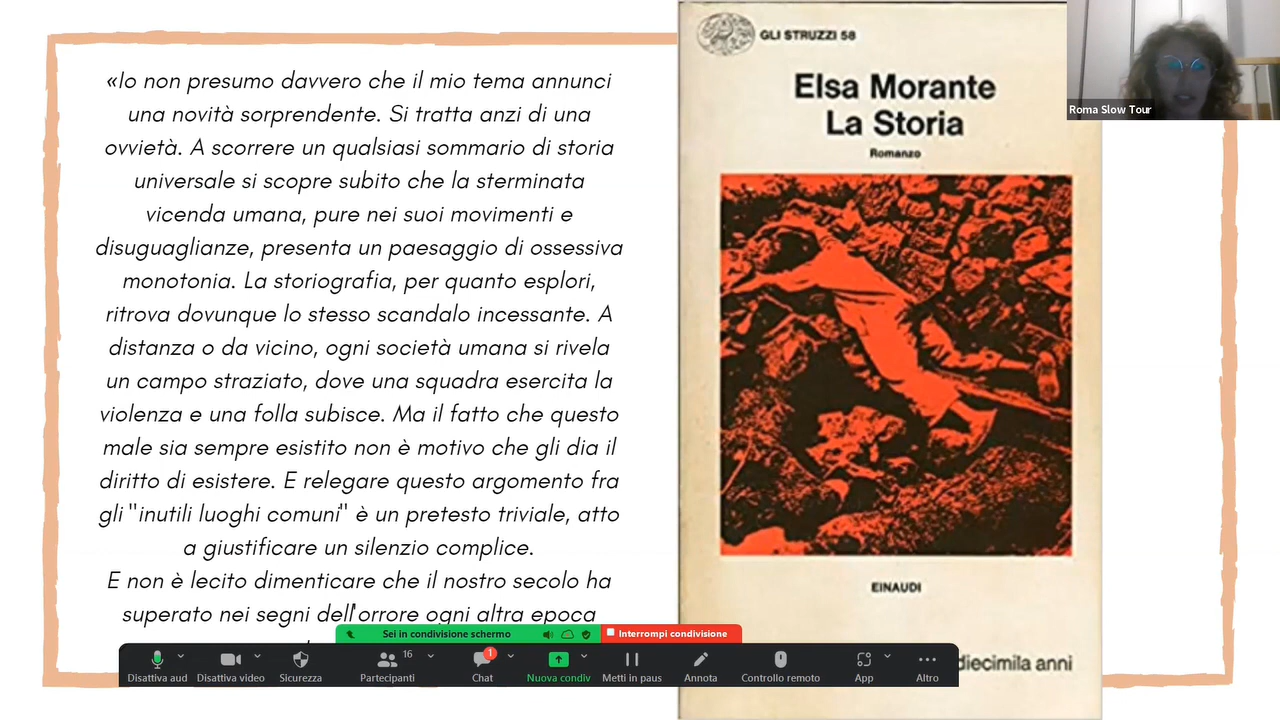 «Io non presumo davvero che il mio tema annunci
una novità sorprendente. Si tratta anzi di una
ovvietà. A scorrere un qualsiasi sommario di storia
universale si scopre subito che la sterminata
vicenda umana, pure nei suoi movimenti e
disuguaglianze, presenta un paesaggio di ossessiva
monotonia. La storiografia, per quanto esplori,
ritrova dovunque lo stesso scandalo incessante. A
distanza o da vicino, ogni società umana si rivela
un campo straziato, dove una squadra esercita la
violenza e una folla subisce. Ma il fatto che questo
male sia sempre esistito non è motivo che gli dia il
diritto di esistere. E relegare questo argomento fra
gli "inutili luoghi comuni" è un pretesto triviale, atto
a giustificare un silenzio complice.
E non è lecito dimenticare che il nostro secolo ha
superato nei segni dell'orrore ogni altra epoca
GLI STRUZZI 58
Elsa Morante
La Storia
Romanzo
EINAUDI
diecimila anni
Roma Slow Tour
Sei in condivisione schermo
Interrompi condivisione
Disattiva aud
Disattiva video
Sicurezza
16
Partecipanti
1
Chat
Nuova condiv
Metti in paus
Annota
Controllo remoto
App
Altro